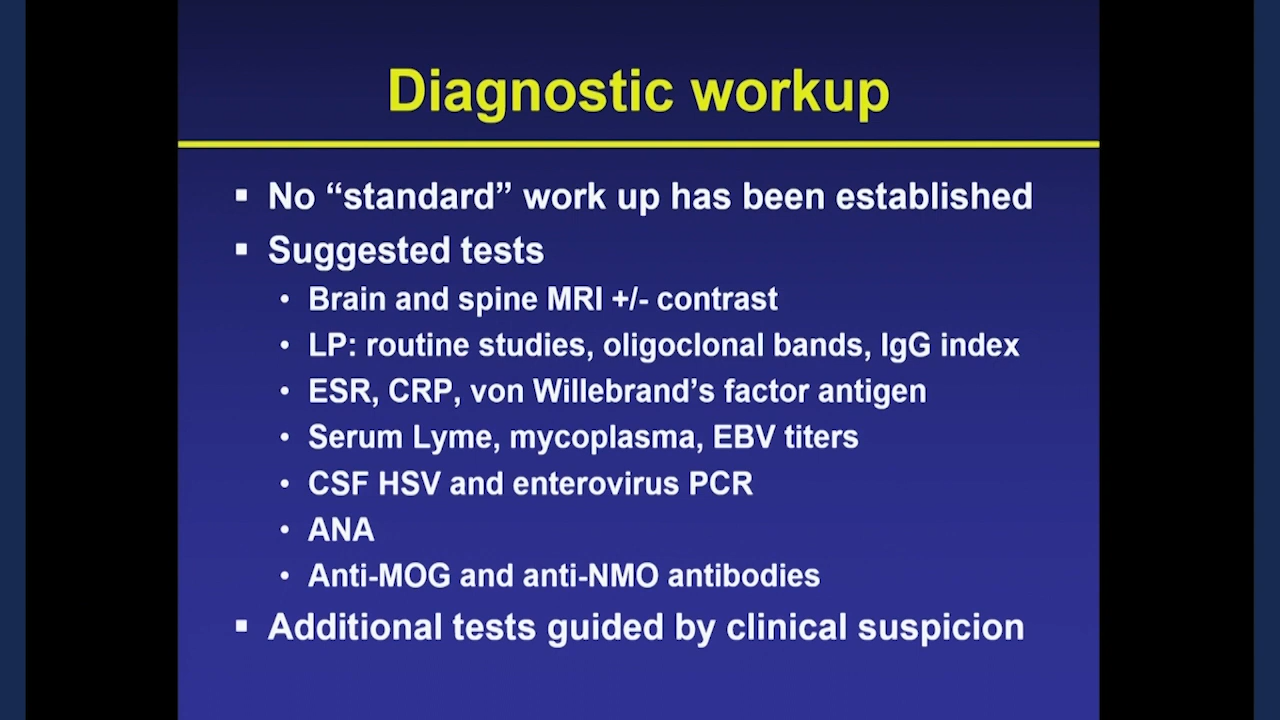 Diagnostic workup
▪ No “standard” work up has been established
▪ Suggested tests
• Brain and spine MRI +/- contrast
• LP: routine studies, oligoclonal bands, IgG index
• ESR, CRP, von Willebrand’s factor antigen
• Serum Lyme, mycoplasma, EBV titers
• CSF HSV and enterovirus PCR
• ANA
• Anti-MOG and anti-NMO antibodies
▪ Additional tests guided by clinical suspicion